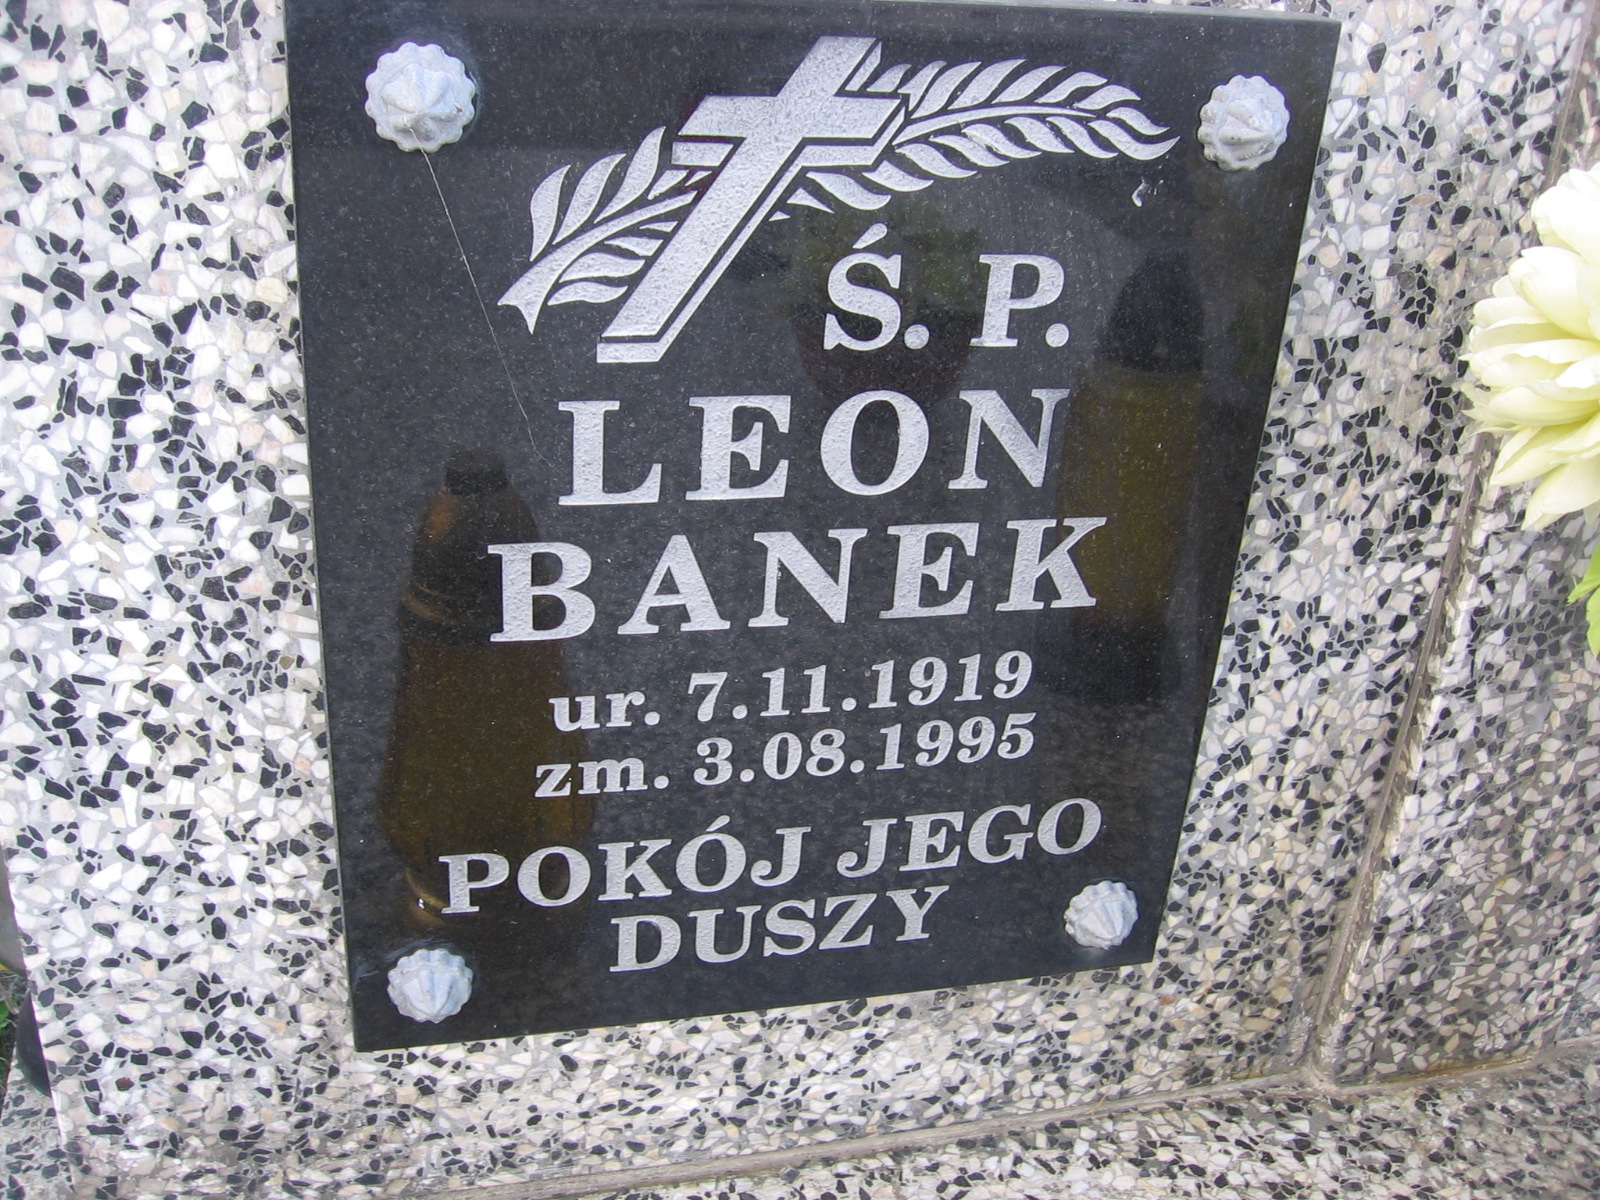 Ś. P.
LEON
BANEK
ur. 7.11.1919
zm. 3.08.1995
POKÓJ JEGO
DUSZY